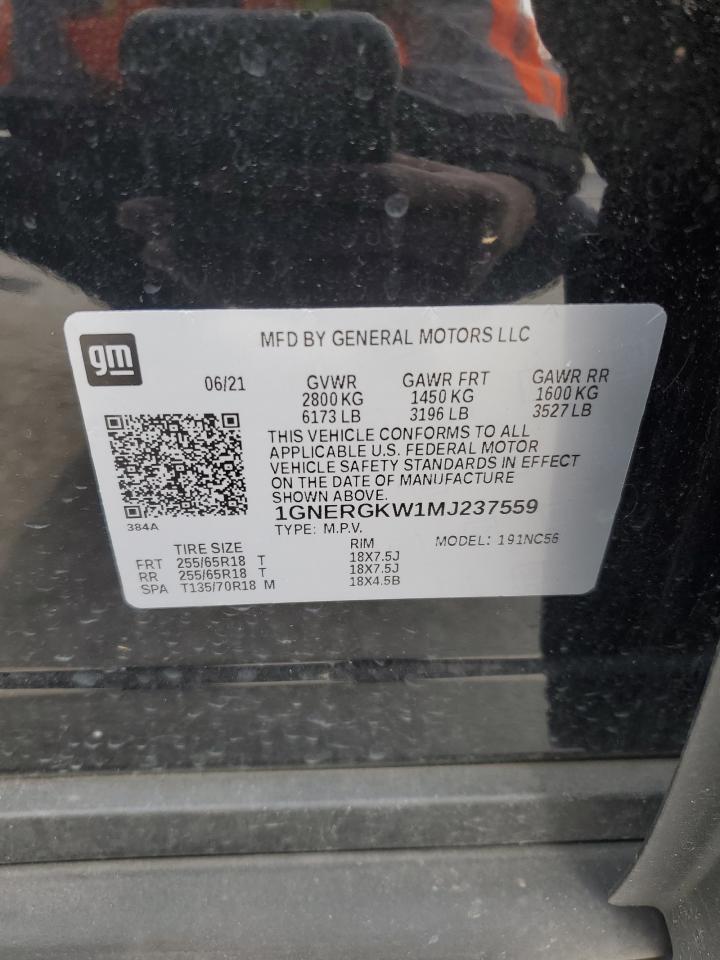 gm
MFD BY GENERAL MOTORS LLC
06/21 GVWR GAWR FRT GAWR RR
2800 KG 1450 KG 1600 KG
6173 LB 3196 LB 3527 LB
THIS VEHICLE CONFORMS TO ALL
APPLICABLE U.S. FEDERAL MOTOR
VEHICLE SAFETY STANDARDS IN EFFECT
ON THE DATE OF MANUFACTURE
SHOWN ABOVE.
384A
1GNERGKW1MJ237559
TYPE: M.P.V. MODEL: 191NC56
TIRE SIZE RIM
FRT 255/65R18 T 18X7.5J
RR 255/65R18 T 18X7.5J
SPA T135/70R18 M 18X4.5B